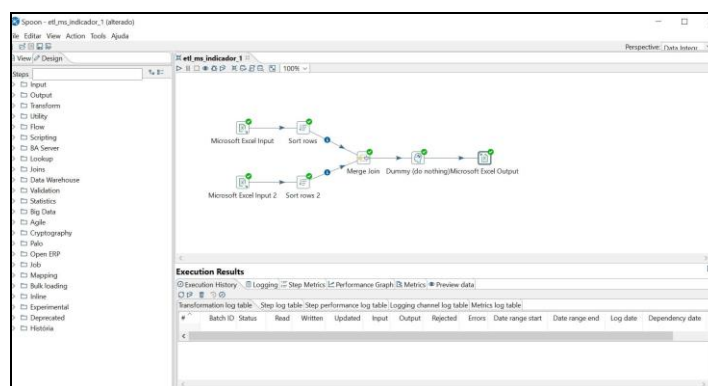 Spoon - etl_ms_indicador_1 (alterado)
ile Editar View Action Tools Ajuda
Perspective: Data Integr...
View Design
etl_ms_indicador_1
Steps
100%
Input
Output
Transform
Utility
Flow
Scripting
BA Server
Lookup
Joins
Data Warehouse
Validation
Statistics
Big Data
Agile
Cryptography
Palo
Open ERP
Job
Mapping
Bulk loading
Inline
Experimental
Deprecated
História
Microsoft Excel Input Sort rows
Merge Join Dummy (do nothing) Microsoft Excel Output
Microsoft Excel Input 2 Sort rows 2
Execution Results
Execution History Logging Step Metrics Performance Graph Metrics Preview data
Transformation log table Step log table Step performance log table Logging channel log table Metrics log table
# Batch ID Status Read Written Updated Input Output Rejected Errors Date range start Date range end Log date Dependency date